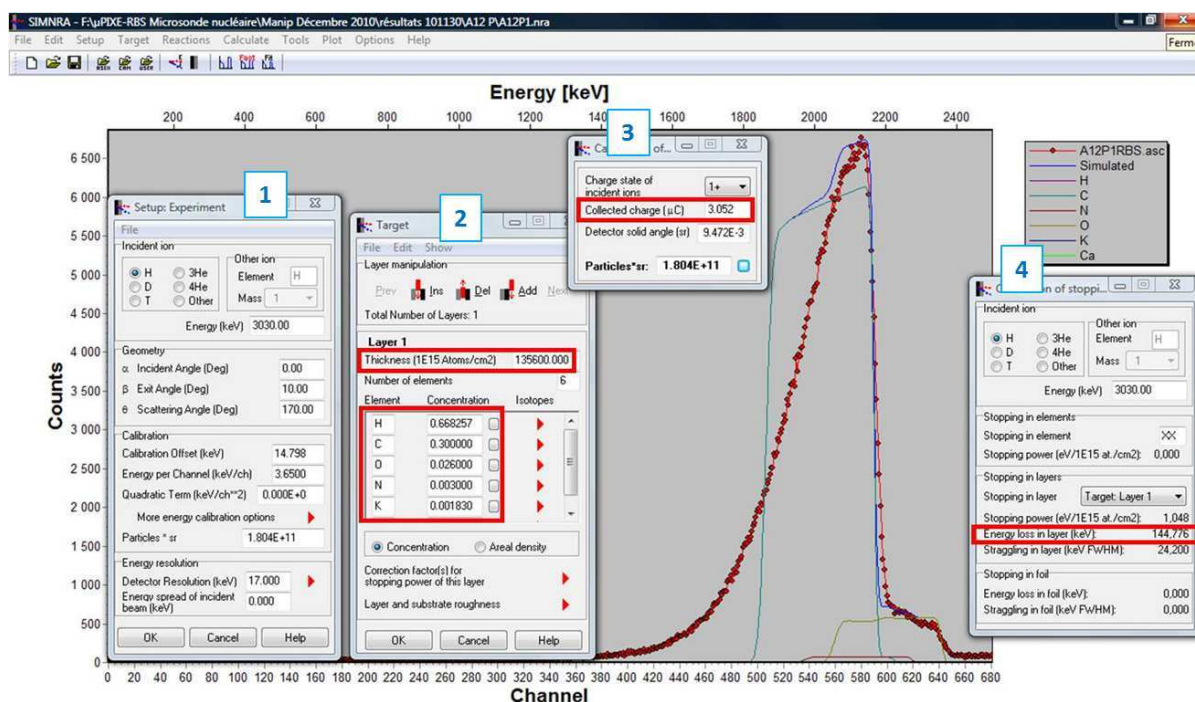 SIMNRA - F:\µPIXE-RBS Microsonde nucléaire\Manip Décembre 2010\résultats 101130\A12 P\A12P1.nra
File Edit Setup Target Reactions Calculate Tools Plot Options Help
Ferm
Energy [keV]
200 400 600 800 1000 1200 1400 1600 1800 2000 2200 2400
Counts
6 500
6 000
5 500
5 000
4 500
4 000
3 500
3 000
2 500
2 000
1 500
1 000
500
0
0 20 40 60 80 100 120 140 160 180 200 220 240 260 280 300 320 340 360 380 400 420 440 460 480 500 520 540 560 580 600 620 640 660 680
Channel
A12P1RBS.asc
Simulated
H
C
N
O
K
Ca
1
Setup: Experiment
File
Incident ion
H 3He
D 4He
T Other
Other ion
Element H
Mass 1
Energy (keV) 3030.00
Geometry
α Incident Angle (Deg) 0.00
β Exit Angle (Deg) 10.00
θ Scattering Angle (Deg) 170.00
Calibration
Calibration Offset (keV) 14.798
Energy per Channel (keV/ch) 3.6500
Quadratic Term (keV/ch**2) 0.000E+0
More energy calibration options
Particles * sr 1.804E+11
Energy resolution
Detector Resolution (keV) 17.000
Energy spread of incident
beam (keV) 0.000
OK Cancel Help
2
Target
File Edit Show
Layer manipulation
Prev Ins Del Add Next
Total Number of Layers: 1
Layer 1
Thickness (1E15 Atoms/cm2) 135600.000
Number of elements 6
Element Concentration Isotopes
H 0.668257
C 0.300000
O 0.026000
N 0.003000
K 0.001830
Concentration Areal density
Correction factor(s) for
stopping power of this layer
Layer and substrate roughness
OK Cancel Help
3
of...
Charge state of
incident ions 1+
Collected charge (µC) 3.052
Detector solid angle (sr) 9.472E-3
Particles*sr: 1.804E+11
4
of stoppi...
Incident ion
H 3He
D 4He
T Other
Other ion
Element H
Mass 1
Energy (keV) 3030.00
Stopping in elements
Stopping in element XX
Stopping power (eV/1E15 at./cm2): 0,000
Stopping in layers
Stopping in layer Target: Layer 1
Stopping power (eV/1E15 at./cm2): 1,048
Energy loss in layer (keV): 144,776
Straggling in layer (keV FWHM): 24,200
Stopping in foil
Energy loss in foil (keV): 0,000
Straggling in foil (keV FWHM): 0,000